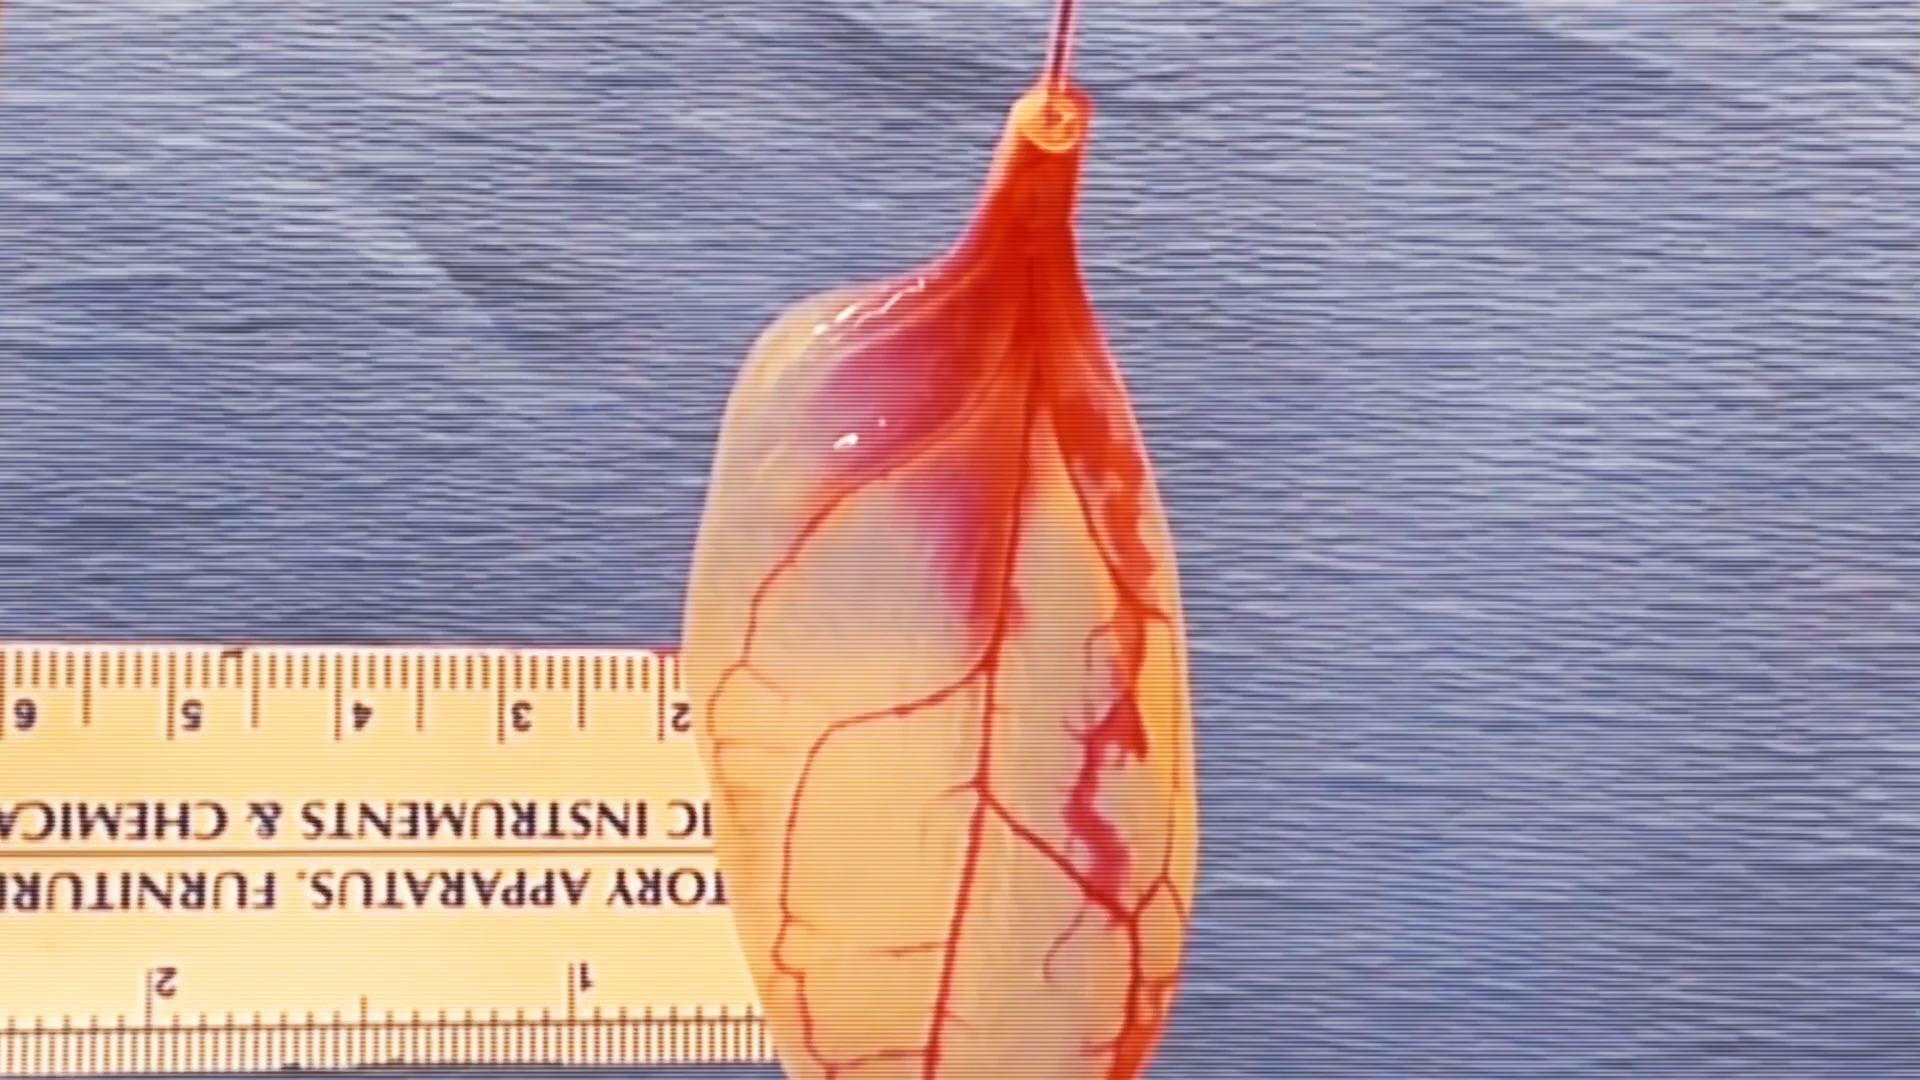 1 2
TORY APPARATUS. FURNITUR
IC INSTRUMENTS & CHEMICA
2 3 4 5 6